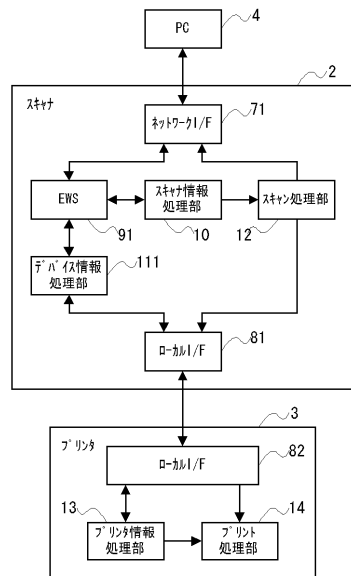 PC
4
2
スキャナ
ネットワークI/F
71
EWS
スキャナ情報
処理部
スキャン処理部
91
10
12
デバイス情報
処理部
111
ローカルI/F
81
3
プリンタ
ローカルI/F
82
13
14
プリンタ情報
処理部
プリント
処理部